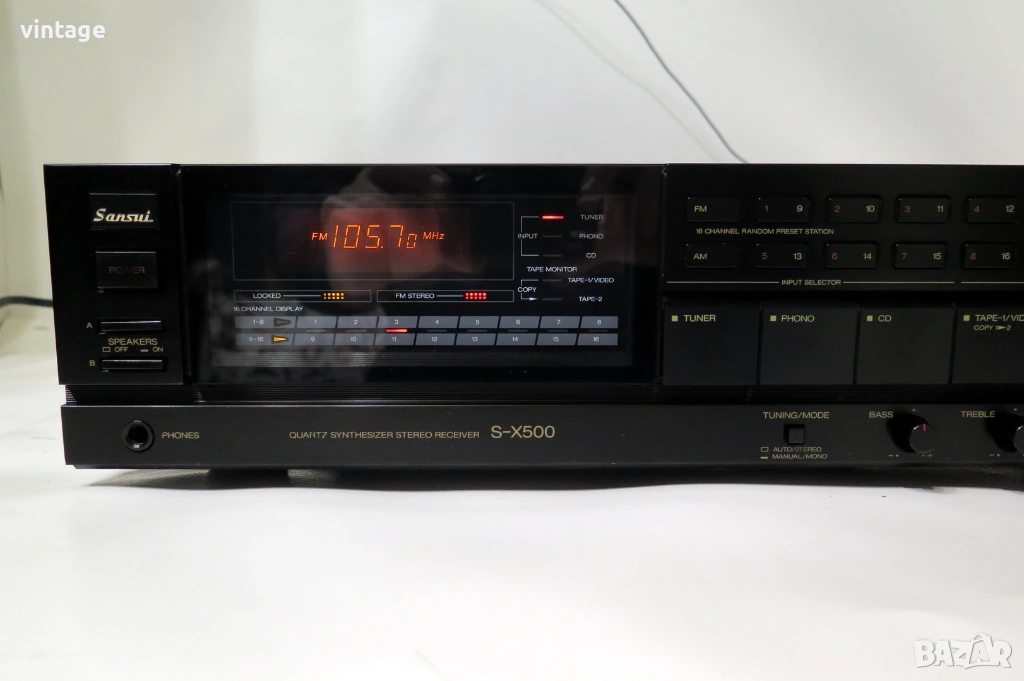 vintage
Sansui
POWER
A
SPEAKERS
OFF ON
B
FM 105.70 MHz
INPUT
TUNER
PHONO
CD
TAPE MONITOR
TAPE-1/VIDEO
COPY
TAPE-2
LOCKED
FM STEREO
16 CHANNEL DISPLAY
1-8 1 2 3 4 5 6 7 8
9-16 9 10 11 12 13 14 15 16
FM 1 9 2 10 3 11 4 12
16 CHANNEL RANDOM PRESET STATION
AM 5 13 6 14 7 15 8 16
INPUT SELECTOR
TUNER PHONO CD TAPE-1/VID
COPY 1 2
PHONES
QUARTZ SYNTHESIZER STEREO RECEIVER S-X500
TUNING/MODE
AUTO/STEREO
MANUAL/MONO
BASS
TREBLE
BAZAR